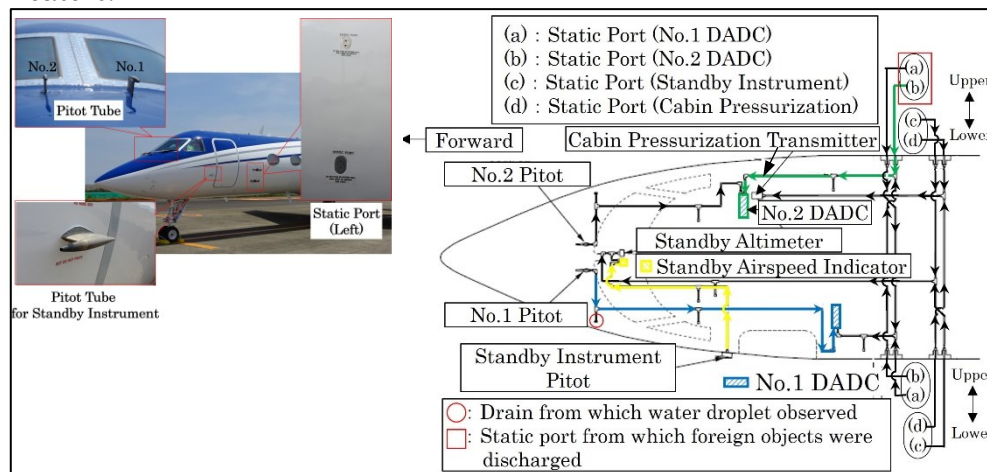 No.2
No.1
Pitot Tube
Static Port
(Left)
Pitot Tube
for Standby Instrument
(a) : Static Port (No.1 DADC)
(b) : Static Port (No.2 DADC)
(c) : Static Port (Standby Instrument)
(d) : Static Port (Cabin Pressurization)
Forward
Cabin Pressurization Transmitter
No.2 Pitot
No.2 DADC
Standby Altimeter
Standby Airspeed Indicator
No.1 Pitot
Standby Instrument
Pitot
No.1 DADC
(a)
(b)
(c)
(d)
Upper
Lower
(b)
(a)
(d)
(c)
Upper
Lower
: Drain from which water droplet observed
: Static port from which foreign objects were
discharged